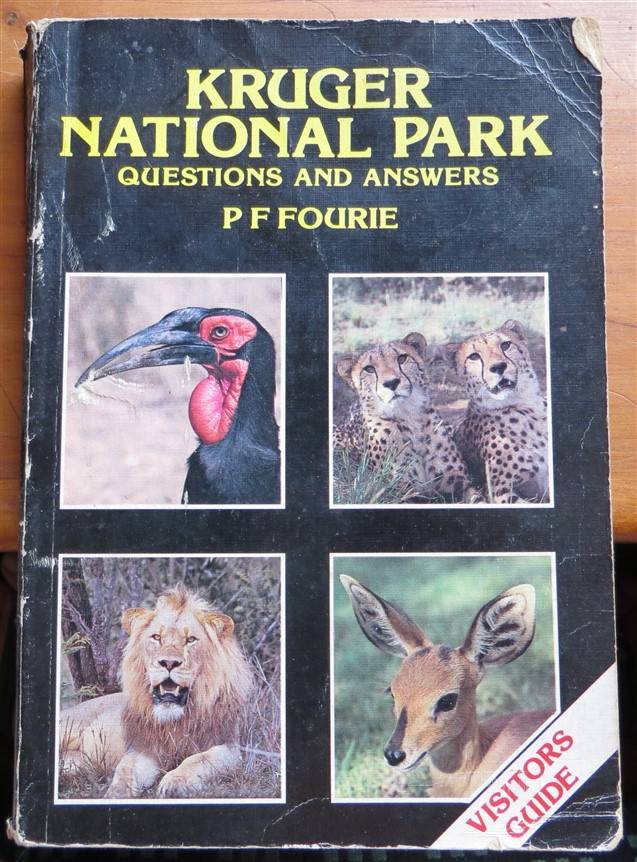 KRUGER
NATIONAL PARK
QUESTIONS AND ANSWERS
P F FOURIE
VISITORS
GUIDE